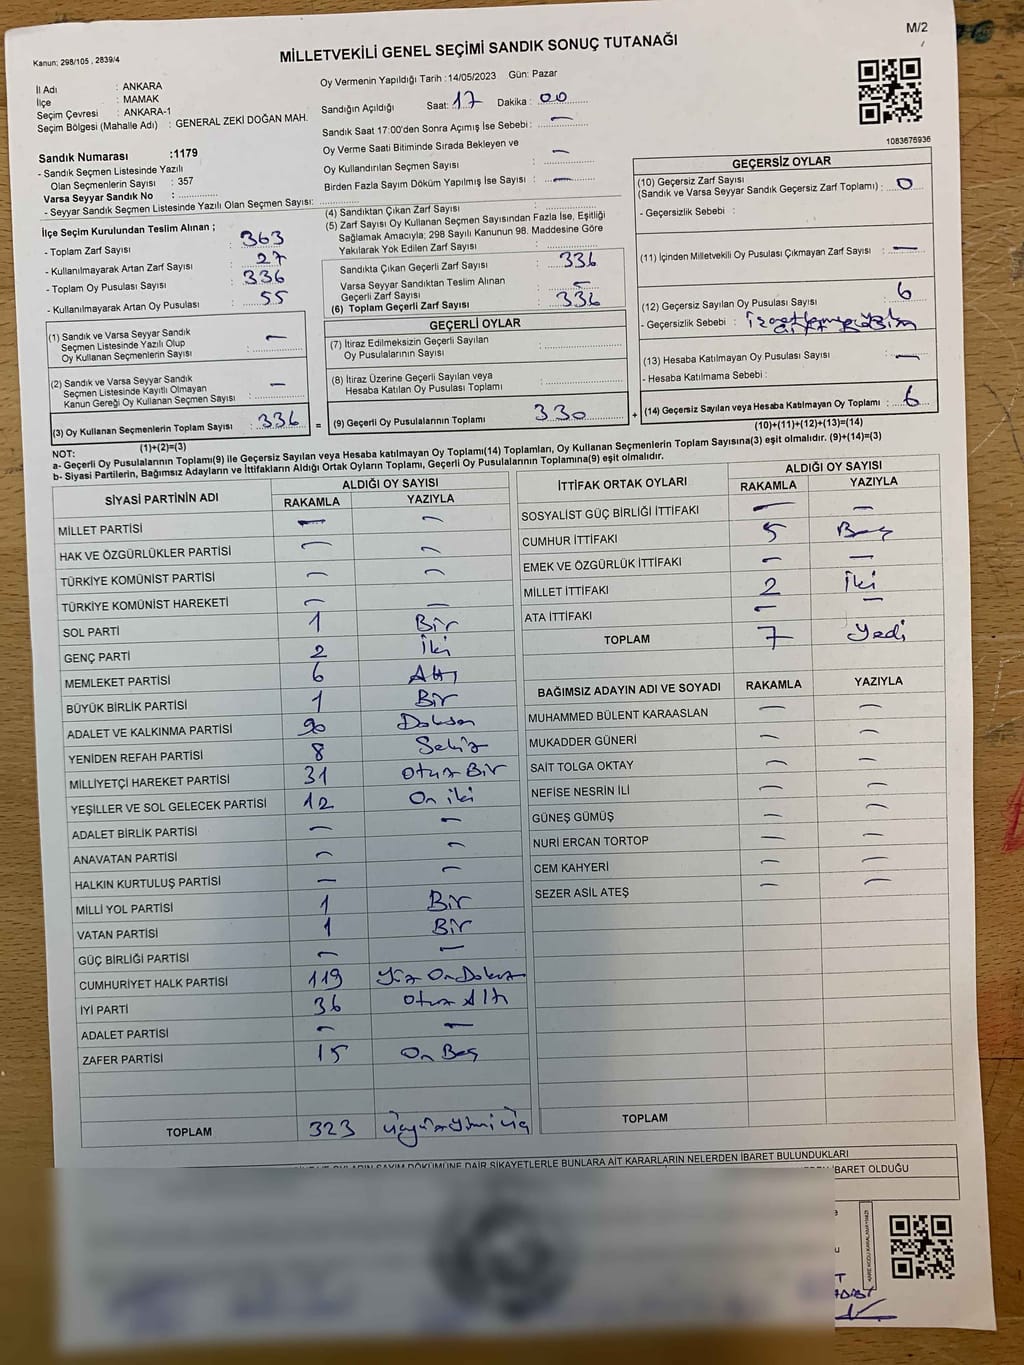 M/2
Kanun; 298/105 , 2839/4
MİLLETVEKİLİ GENEL SEÇİMİ SANDIK SONUÇ TUTANAĞI
İl Adı : ANKARA
İlçe : MAMAK
Seçim Çevresi : ANKARA-1
Seçim Bölgesi (Mahalle Adı) : GENERAL ZEKİ DOĞAN MAH.
Oy Vermenin Yapıldığı Tarih : 14/05/2023 Gün: Pazar
Sandığın Açıldığı Saat: 17 Dakika : 00
Sandık Saat 17:00'den Sonra Açımış İse Sebebi : —
Oy Verme Saati Bitiminde Sırada Bekleyen ve
Oy Kullandırılan Seçmen Sayısı : —
Birden Fazla Sayım Döküm Yapılmış İse Sayısı : —
1083676936
Sandık Numarası :1179
- Sandık Seçmen Listesinde Yazılı
Olan Seçmenlerin Sayısı : 357
Varsa Seyyar Sandık No :
- Seyyar Sandık Seçmen Listesinde Yazılı Olan Seçmen Sayısı:
İlçe Seçim Kurulundan Teslim Alınan ;
- Toplam Zarf Sayısı : 363
- Kullanılmayarak Artan Zarf Sayısı : 27
- Toplam Oy Pusulası Sayısı : 336
- Kullanılmayarak Artan Oy Pusulası : 55
(1) Sandık ve Varsa Seyyar Sandık
Seçmen Listesinde Yazılı Olup
Oy Kullanan Seçmenlerin Sayısı : —
(2) Sandık ve Varsa Seyyar Sandık
Seçmen Listesinde Kayıtlı Olmayan
Kanun Gereği Oy Kullanan Seçmen Sayısı : —
(3) Oy Kullanan Seçmenlerin Toplam Sayısı : 336
(1)+(2)=(3)
(4) Sandıktan Çıkan Zarf Sayısı :
(5) Zarf Sayısı Oy Kullanan Seçmen Sayısından Fazla İse, Eşitliği
Sağlamak Amacıyla; 298 Sayılı Kanunun 98. Maddesine Göre
Yakılarak Yok Edilen Zarf Sayısı :
Sandıkta Çıkan Geçerli Zarf Sayısı : 336
Varsa Seyyar Sandıktan Teslim Alınan
Geçerli Zarf Sayısı : —
(6) Toplam Geçerli Zarf Sayısı : 336
GEÇERLİ OYLAR
(7) İtiraz Edilmeksizin Geçerli Sayılan
Oy Pusulalarının Sayısı :
(8) İtiraz Üzerine Geçerli Sayılan veya
Hesaba Katılan Oy Pusulası Toplamı :
= (9) Geçerli Oy Pusulalarının Toplamı 330 +
GEÇERSİZ OYLAR
(10) Geçersiz Zarf Sayısı
(Sandık ve Varsa Seyyar Sandık Geçersiz Zarf Toplamı) : 0
- Geçersizlik Sebebi :
(11) İçinden Milletvekili Oy Pusulası Çıkmayan Zarf Sayısı : —
(12) Geçersiz Sayılan Oy Pusulası Sayısı : 6
- Geçersizlik Sebebi :
(13) Hesaba Katılmayan Oy Pusulası Sayısı : —
- Hesaba Katılmama Sebebi :
(14) Geçersiz Sayılan veya Hesaba Katılmayan Oy Toplamı : 6
(10)+(11)+(12)+(13)=(14)
NOT:
a- Geçerli Oy Pusulalarının Toplamı(9) ile Geçersiz Sayılan veya Hesaba katılmayan Oy Toplamı(14) Toplamları, Oy Kullanan Seçmenlerin Toplam Sayısına(3) eşit olmalıdır. (9)+(14)=(3)
b- Siyasi Partilerin, Bağımsız Adayların ve İttifakların Aldığı Ortak Oyların Toplamı, Geçerli Oy Pusulalarının Toplamına(9) eşit olmalıdır.
SİYASİ PARTİNİN ADI ALDIĞI OY SAYISI
RAKAMLA YAZIYLA
MİLLET PARTİSİ — —
HAK VE ÖZGÜRLÜKLER PARTİSİ — —
TÜRKİYE KOMÜNİST PARTİSİ — —
TÜRKİYE KOMÜNİST HAREKETİ — —
SOL PARTİ 1 Bir
GENÇ PARTİ 2 İki
MEMLEKET PARTİSİ 6 Altı
BÜYÜK BİRLİK PARTİSİ 1 Bir
ADALET VE KALKINMA PARTİSİ 90 Doksan
YENİDEN REFAH PARTİSİ 8 Sekiz
MİLLİYETÇİ HAREKET PARTİSİ 31 Otuz Bir
YEŞİLLER VE SOL GELECEK PARTİSİ 12 On iki
ADALET BİRLİK PARTİSİ — —
ANAVATAN PARTİSİ — —
HALKIN KURTULUŞ PARTİSİ — —
MİLLİ YOL PARTİSİ 1 Bir
VATAN PARTİSİ 1 Bir
GÜÇ BİRLİĞİ PARTİSİ — —
CUMHURİYET HALK PARTİSİ 119 Yüz On Dokuz
İYİ PARTİ 36 Otuz Altı
ADALET PARTİSİ — —
ZAFER PARTİSİ 15 On Beş
TOPLAM 323 Üçyüz Yirmi Üç
İTTİFAK ORTAK OYLARI ALDIĞI OY SAYISI
RAKAMLA YAZIYLA
SOSYALİST GÜÇ BİRLİĞİ İTTİFAKI — —
CUMHUR İTTİFAKI 5 Beş
EMEK VE ÖZGÜRLÜK İTTİFAKI — —
MİLLET İTTİFAKI 2 İki
ATA İTTİFAKI — —
TOPLAM 7 Yedi
BAĞIMSIZ ADAYIN ADI VE SOYADI RAKAMLA YAZIYLA
MUHAMMED BÜLENT KARAASLAN — —
MUKADDER GÜNERİ — —
SAİT TOLGA OKTAY — —
NEFİSE NESRİN İLİ — —
GÜNEŞ GÜMÜŞ — —
NURİ ERCAN TORTOP — —
CEM KAHYERİ — —
SEZER ASİL ATEŞ — —
TOPLAM
OYLARIN SAYIM DÖKÜMÜNE DAİR ŞİKAYETLERLE BUNLARA AİT KARARLARIN NELERDEN İBARET BULUNDUKLARI
İBARET OLDUĞU